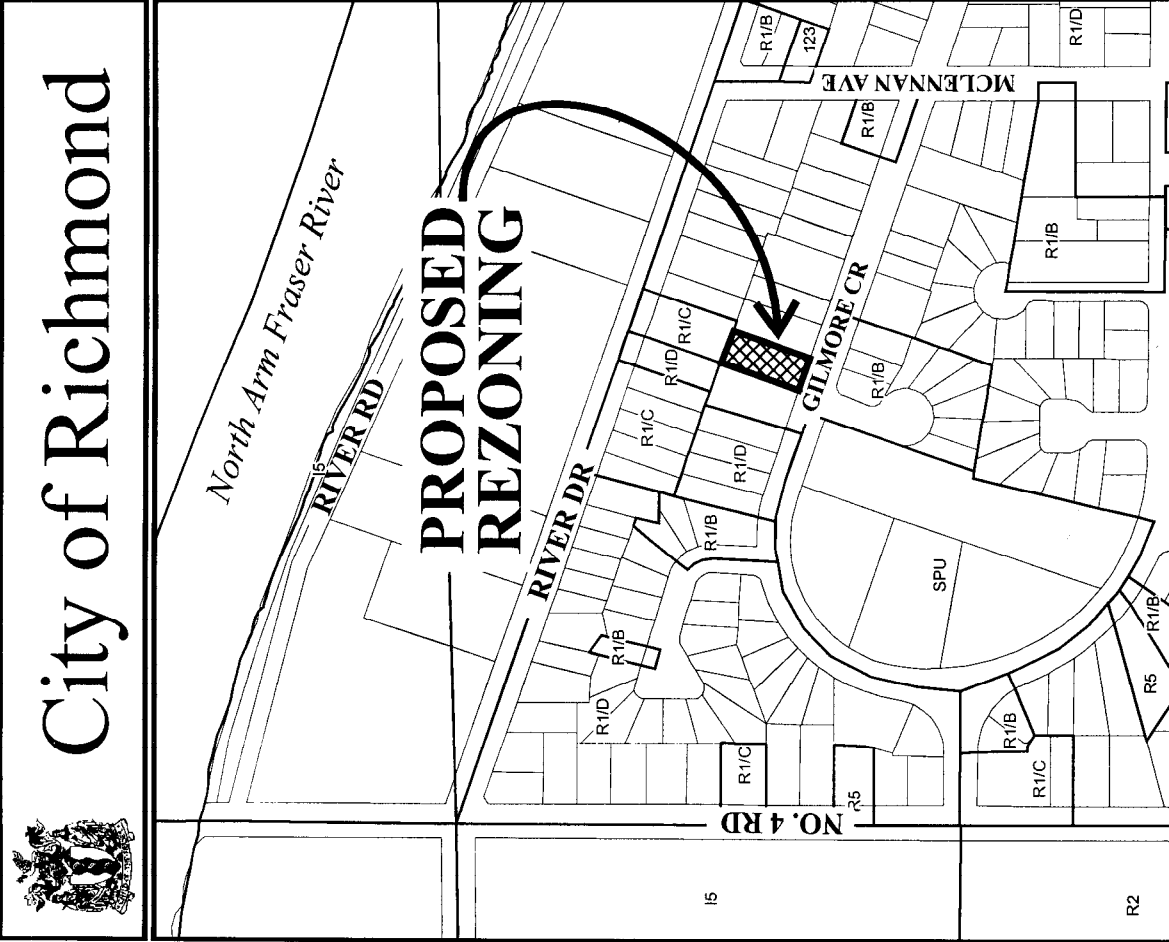 City of Richmond
North Arm Fraser River
I5
RIVER RD
PROPOSED
REZONING
RIVER DR
R1/B
123
R1/D
MCLENNAN AVE
R1/B
R1/C
R1/D
R1/C
R1/D
GILMORE CR
R1/B
R1/B
R1/B
R1/B
R1/D
R1/C
R5
NO. 4 RD
SPU
R1/B
R1/C
R1/B
R5
I5
R2